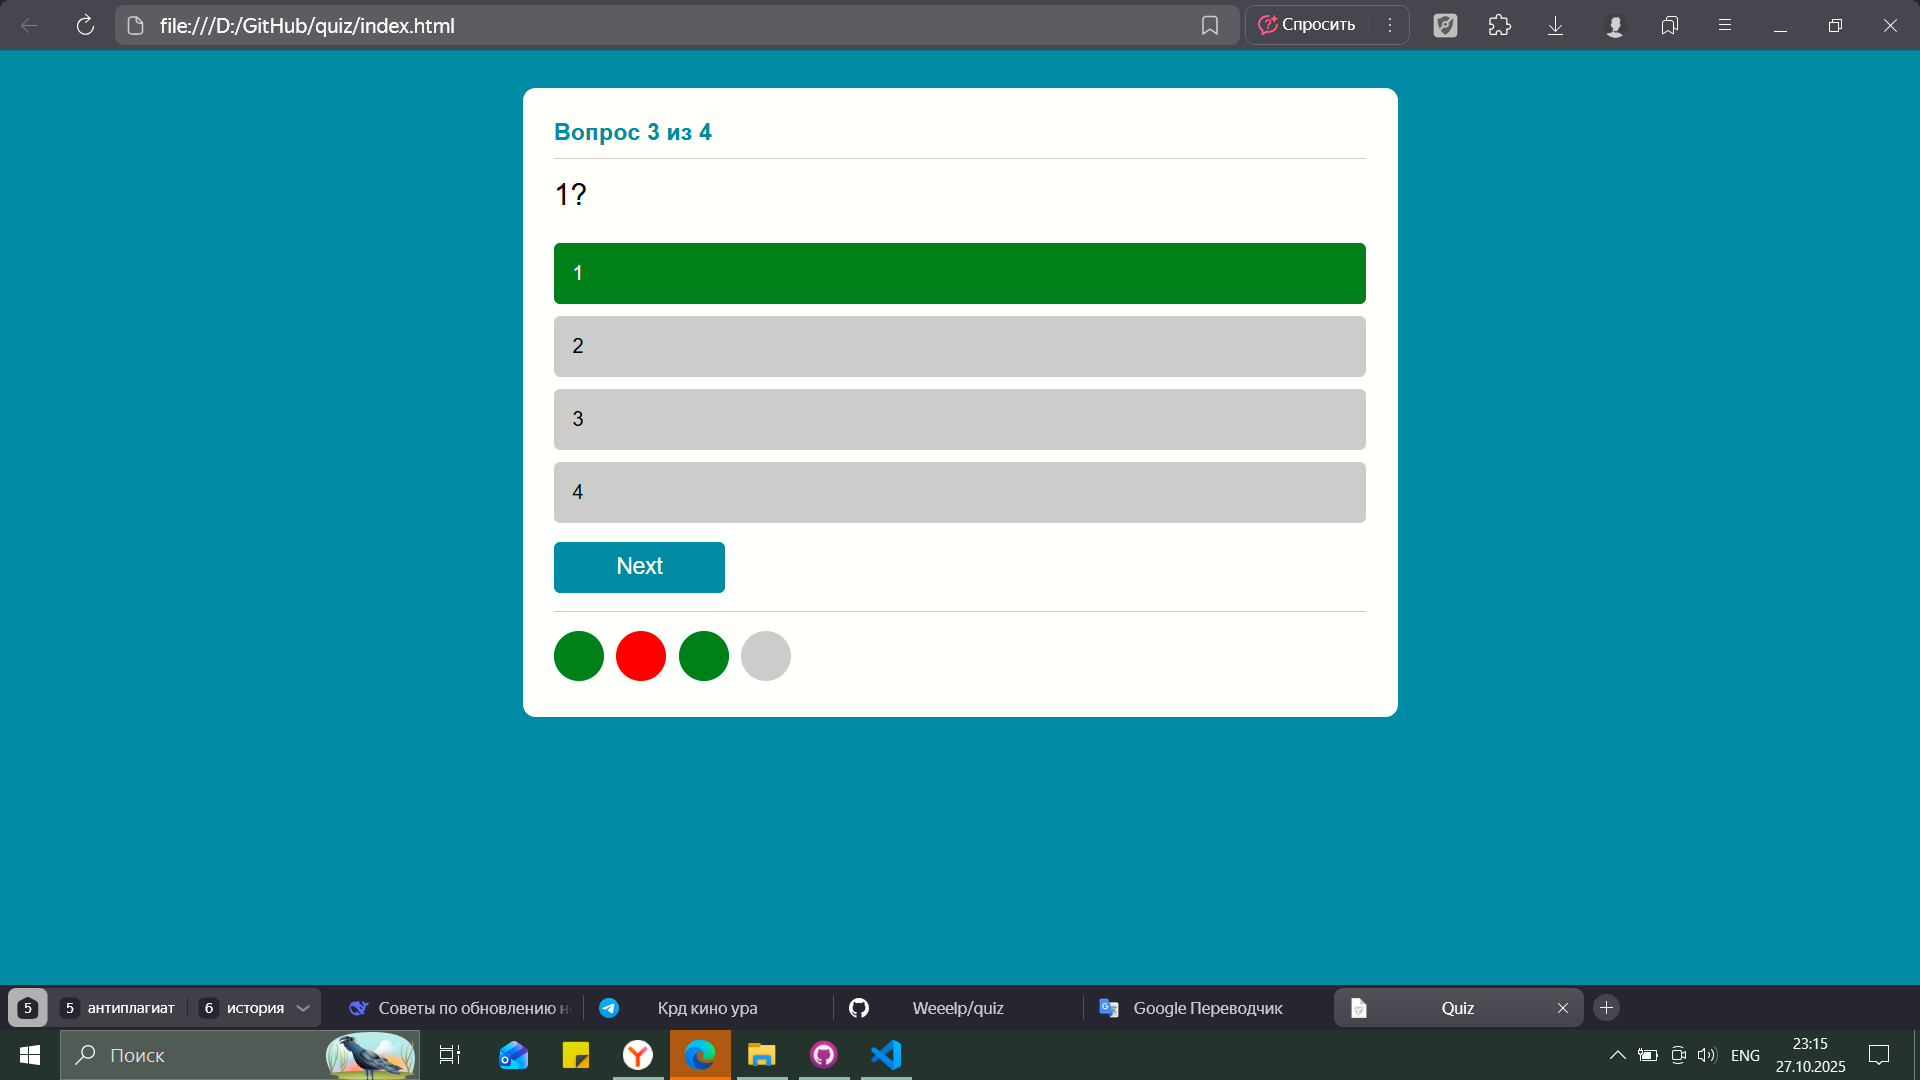 file:///D:/GitHub/quiz/index.html
Спросить
Вопрос 3 из 4
1?
1
2
3
4
Next
5 5 антиплагиат 6 история Советы по обновлению н Крд кино ура Weeelp/quiz Google Переводчик Quiz
Поиск
ENG
23:15
27.10.2025